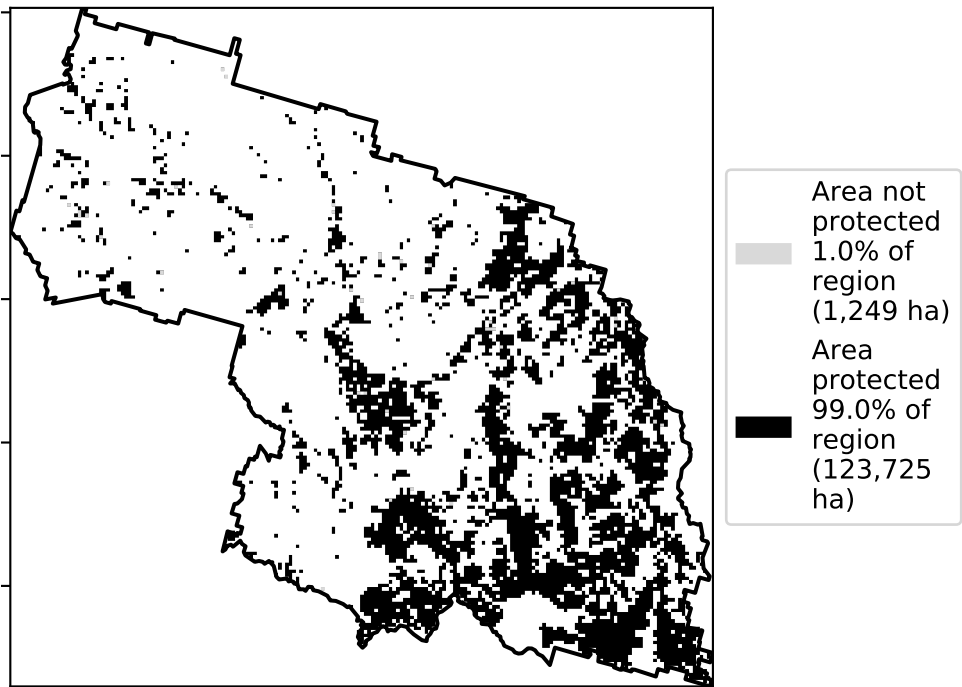 Area not
protected
1.0% of
region
(1,249 ha)
Area
protected
99.0% of
region
(123,725
ha)